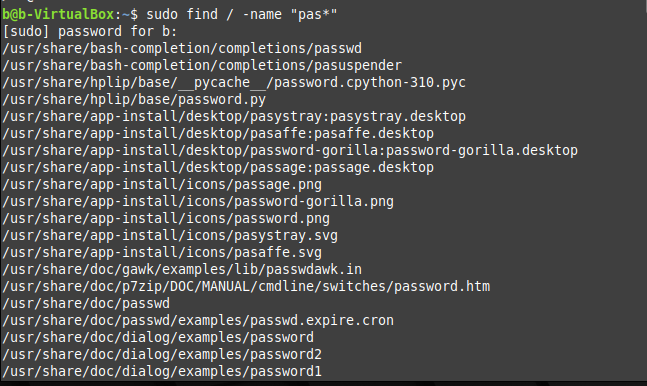 b@b-VirtualBox:~$ sudo find / -name "pas*"
[sudo] password for b:
/usr/share/bash-completion/completions/passwd
/usr/share/bash-completion/completions/pasuspender
/usr/share/hplip/base/__pycache__/password.cpython-310.pyc
/usr/share/hplip/base/password.py
/usr/share/app-install/desktop/pasystray:pasystray.desktop
/usr/share/app-install/desktop/pasaffe:pasaffe.desktop
/usr/share/app-install/desktop/password-gorilla:password-gorilla.desktop
/usr/share/app-install/desktop/passage:passage.desktop
/usr/share/app-install/icons/passage.png
/usr/share/app-install/icons/password-gorilla.png
/usr/share/app-install/icons/password.png
/usr/share/app-install/icons/pasystray.svg
/usr/share/app-install/icons/pasaffe.svg
/usr/share/doc/gawk/examples/lib/passwdawk.in
/usr/share/doc/p7zip/DOC/MANUAL/cmdline/switches/password.htm
/usr/share/doc/passwd
/usr/share/doc/passwd/examples/passwd.expire.cron
/usr/share/doc/dialog/examples/password
/usr/share/doc/dialog/examples/password2
/usr/share/doc/dialog/examples/password1